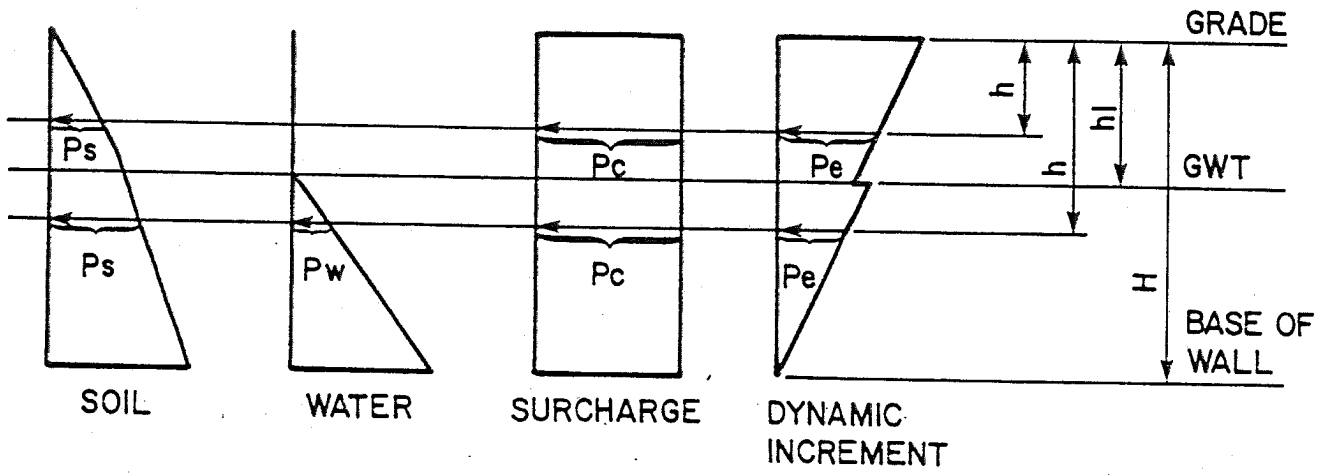 GRADE
h
h
hl
H
Ps
Pc
Pe
GWT
Ps
Pw
Pc
Pe
BASE OF
WALL
SOIL
WATER
SURCHARGE
DYNAMIC
INCREMENT